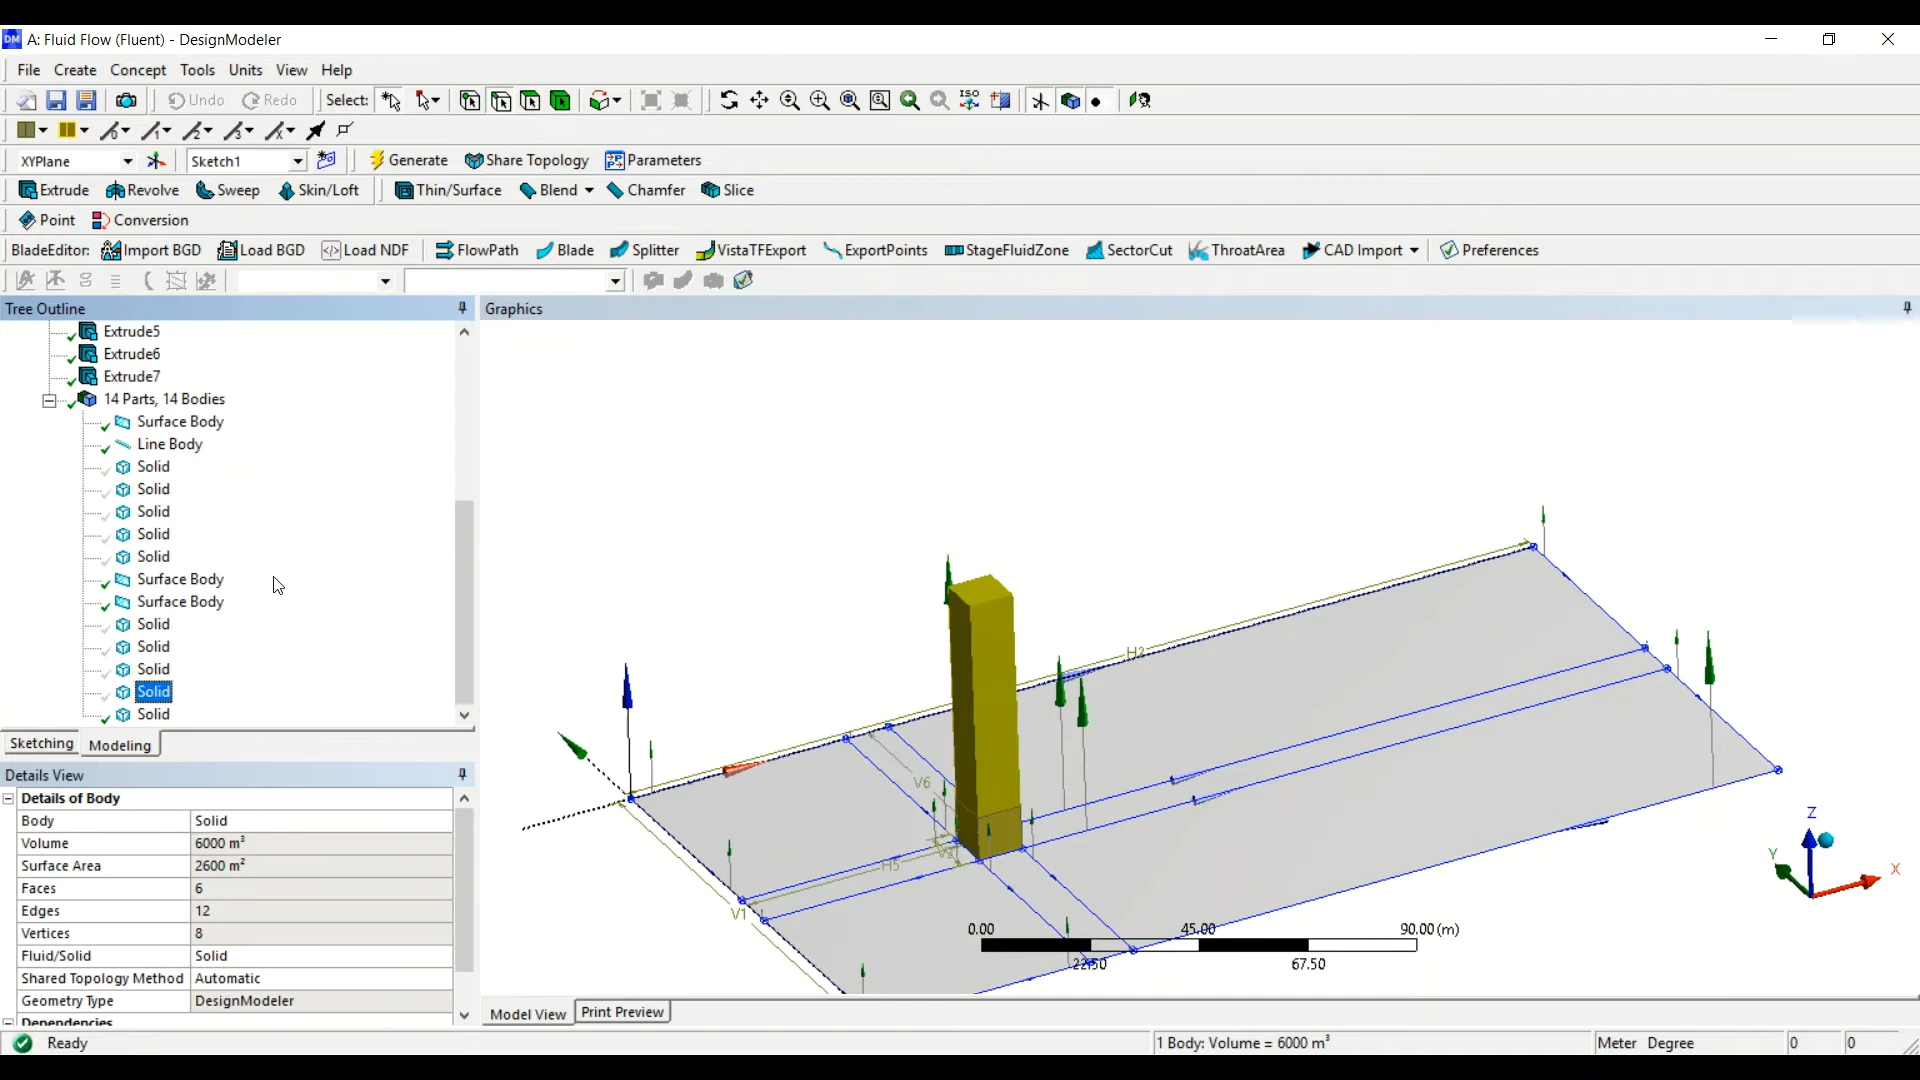 DM A: Fluid Flow (Fluent) - DesignModeler
File Create Concept Tools Units View Help
Undo Redo Select: ISO
0 1 2 3 x
XYPlane Sketch1 Generate Share Topology Parameters
Extrude Revolve Sweep Skin/Loft Thin/Surface Blend Chamfer Slice
Point Conversion
BladeEditor: Import BGD Load BGD Load NDF FlowPath Blade Splitter VistaTFExport ExportPoints StageFluidZone SectorCut ThroatArea CAD Import Preferences
Tree Outline
Extrude5
Extrude6
Extrude7
14 Parts, 14 Bodies
Surface Body
Line Body
Solid
Solid
Solid
Solid
Solid
Surface Body
Surface Body
Solid
Solid
Solid
Solid
Solid
Sketching Modeling
Details View
Details of Body
Body Solid
Volume 6000 m³
Surface Area 2600 m²
Faces 6
Edges 12
Vertices 8
Fluid/Solid Solid
Shared Topology Method Automatic
Geometry Type DesignModeler
Dependencies
Graphics
H2
V6
H5
V1
0.00 45.00 90.00 (m)
22.50 67.50
Z
Y
X
Model View Print Preview
Ready 1 Body: Volume = 6000 m³ Meter Degree 0 0